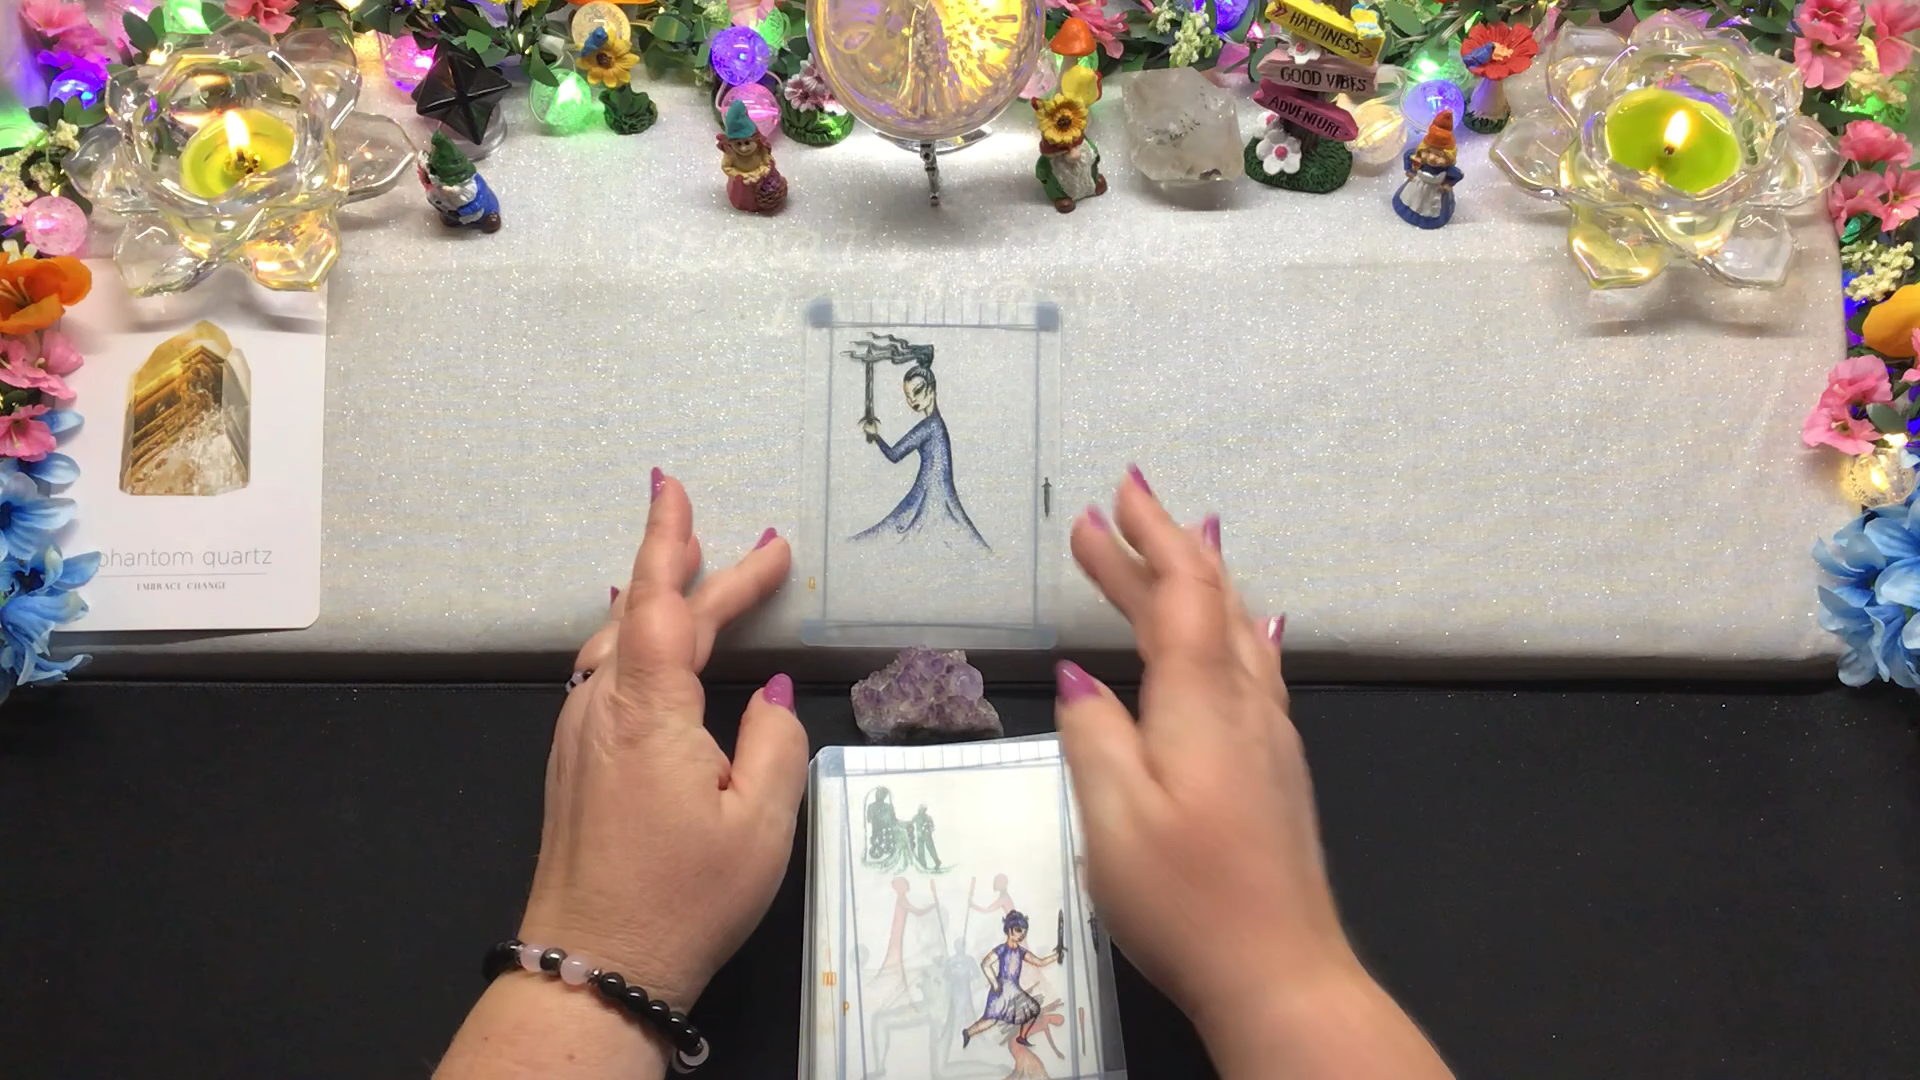 HAPPINESS
GOOD VIBES
ADVENTURE
phantom quartz
EMBRACE CHANGE